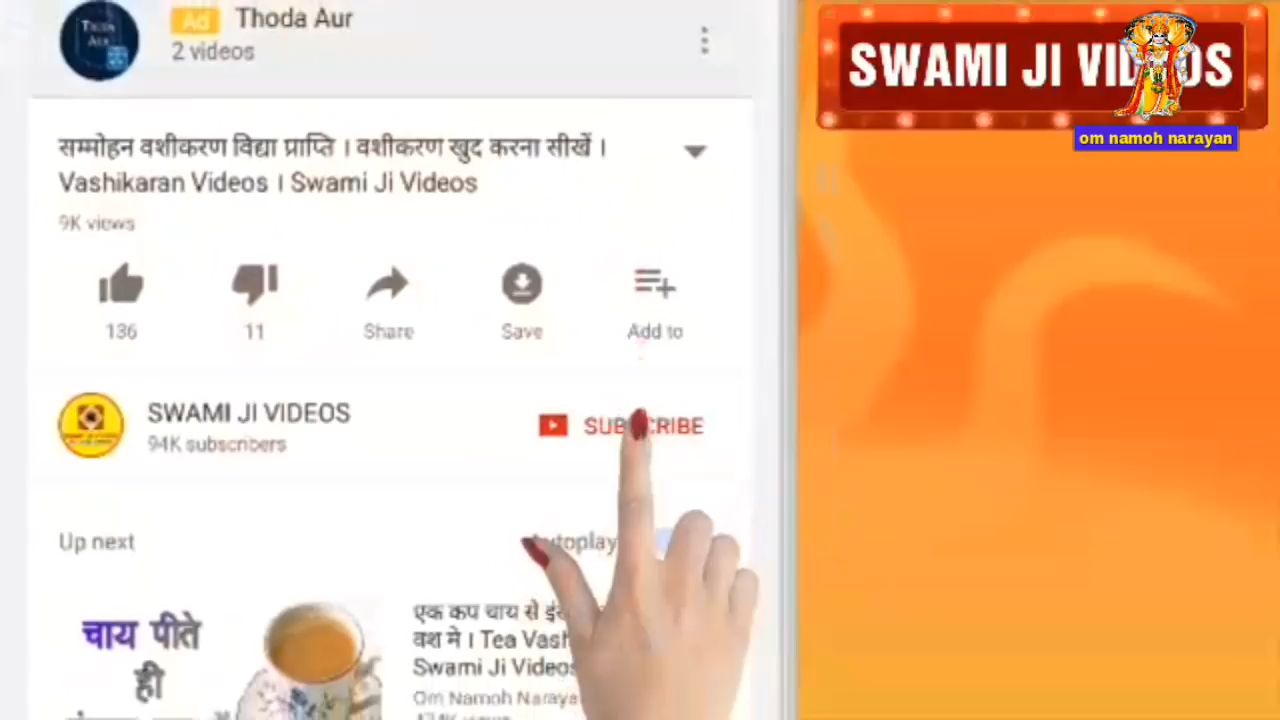 Ad Thoda Aur
2 videos
SWAMI JI VIDEOS
om namoh narayan
सम्मोहन वशीकरण विद्या प्राप्ति । वशीकरण खुद करना सीखें ।
Vashikaran Videos । Swami Ji Videos
9K views
136
11
Share
Save
Add to
SWAMI JI VIDEOS
94K subscribers
SUBSCRIBE
Up next
Autoplay
चाय पीते
ही
एक कप चाय से
वश मे । Tea
Swami Ji Videos
Om Namoh